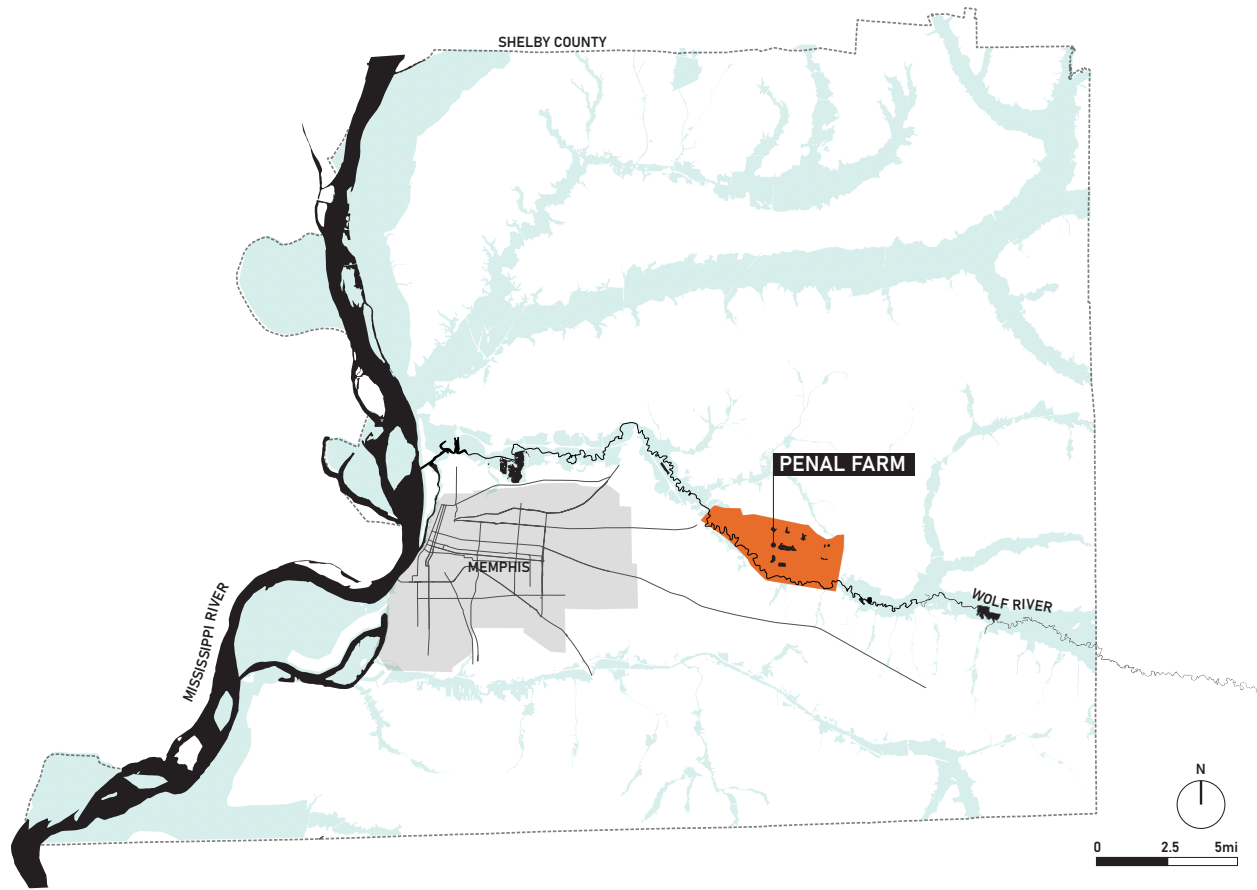 SHELBY COUNTY
PENAL FARM
MEMPHIS
WOLF RIVER
MISSISSIPPI RIVER
N
0 2.5 5mi